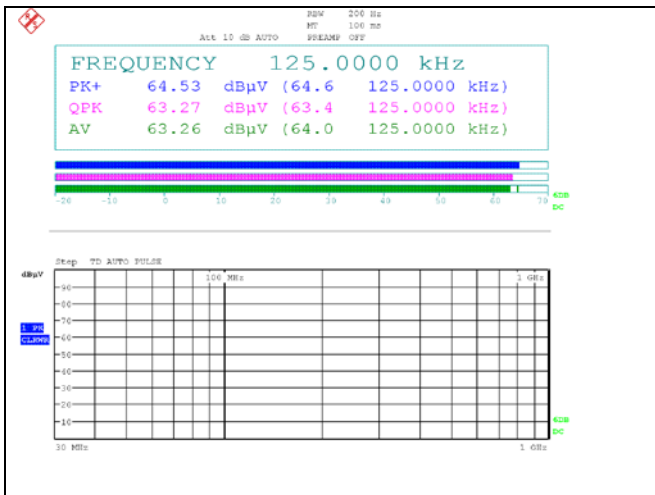 RBW 200 Hz
MT 100 ms
Att 10 dB AUTO PREAMP OFF
FREQUENCY 125.0000 kHz
PK+ 64.53 dBµV (64.6 125.0000 kHz)
QPK 63.27 dBµV (63.4 125.0000 kHz)
AV 63.26 dBµV (64.0 125.0000 kHz)
-20 -10 0 10 20 30 40 50 60 70
6DB
DC
Step TD AUTO PULSE
dBµV
100 MHz 1 GHz
90
80
70
1 PK
CLRWR
60
50
40
30
20
10
6DB
DC
30 MHz 1 GHz